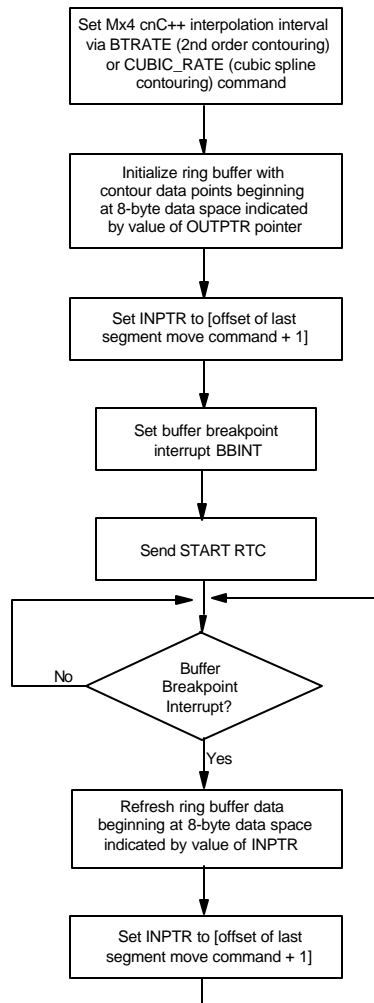 Set Mx4 cnC++ interpolation interval
via BTRATE (2nd order contouring)
or CUBIC_RATE (cubic spline
contouring) command
Initialize ring buffer with
contour data points beginning
at 8-byte data space indicated
by value of OUTPTR pointer
Set INPTR to [offset of last
segment move command + 1]
Set buffer breakpoint
interrupt BBINT
Send START RTC
No
Buffer
Breakpoint
Interrupt?
Yes
Refresh ring buffer data
beginning at 8-byte data space
indicated by value of INPTR
Set INPTR to [offset of last
segment move command + 1]